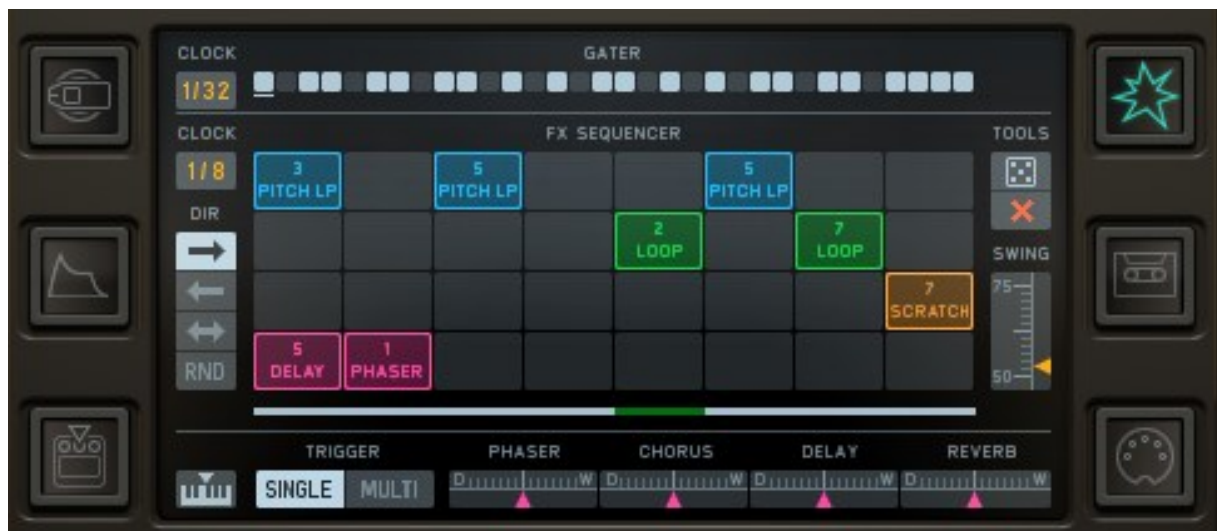 CLOCK GATER
1/32
CLOCK FX SEQUENCER TOOLS
1/8
3 PITCH LP
5 PITCH LP
5 PITCH LP
DIR
2 LOOP
7 LOOP
SWING
75
7 SCRATCH
RND
5 DELAY
1 PHASER
50
TRIGGER PHASER CHORUS DELAY REVERB
SINGLE MULTI D W D W D W D W